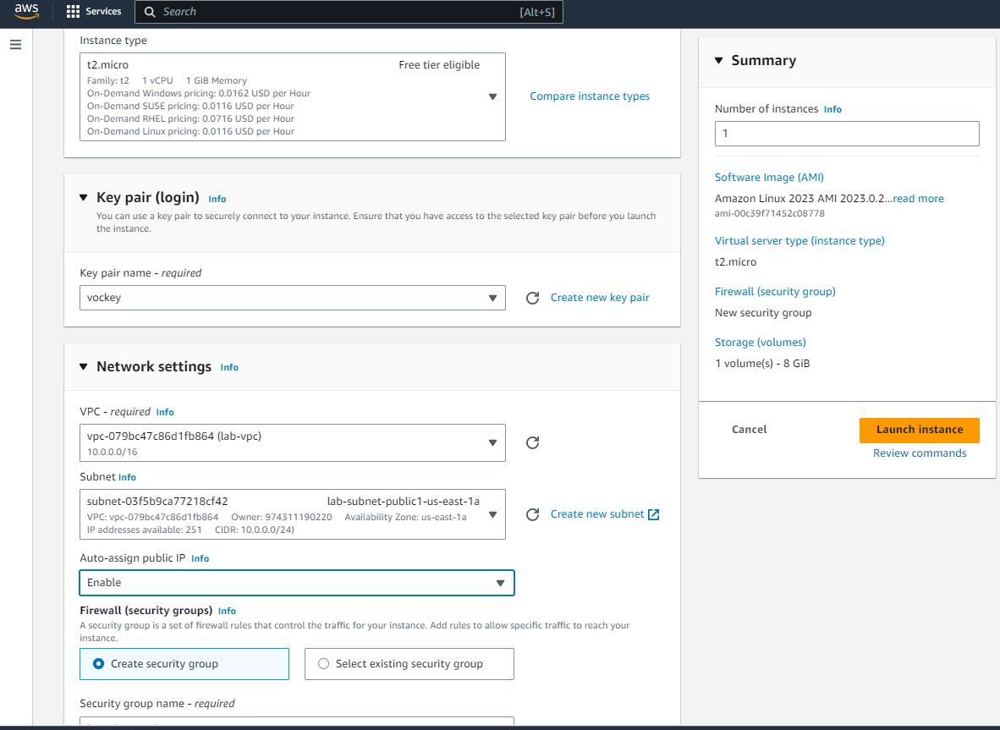 aws
Services
Search
[Alt+S]
Instance type
t2.micro Free tier eligible
Family: t2 1 vCPU 1 GiB Memory
On-Demand Windows pricing: 0.0162 USD per Hour
On-Demand SUSE pricing: 0.0116 USD per Hour
On-Demand RHEL pricing: 0.0716 USD per Hour
On-Demand Linux pricing: 0.0116 USD per Hour
Compare instance types
Key pair (login) Info
You can use a key pair to securely connect to your instance. Ensure that you have access to the selected key pair before you launch
the instance.
Key pair name - required
vockey
Create new key pair
Network settings Info
VPC - required Info
vpc-079bc47c86d1fb864 (lab-vpc)
10.0.0.0/16
Subnet Info
subnet-03f5b9ca77218cf42 lab-subnet-public1-us-east-1a
VPC: vpc-079bc47c86d1fb864 Owner: 974311190220 Availability Zone: us-east-1a
IP addresses available: 251 CIDR: 10.0.0.0/24)
Create new subnet
Auto-assign public IP Info
Enable
Firewall (security groups) Info
A security group is a set of firewall rules that control the traffic for your instance. Add rules to allow specific traffic to reach your
instance.
Create security group
Select existing security group
Security group name - required
Summary
Number of instances Info
1
Software Image (AMI)
Amazon Linux 2023 AMI 2023.0.2...read more
ami-00c39f71452c08778
Virtual server type (instance type)
t2.micro
Firewall (security group)
New security group
Storage (volumes)
1 volume(s) - 8 GiB
Cancel
Launch instance
Review commands